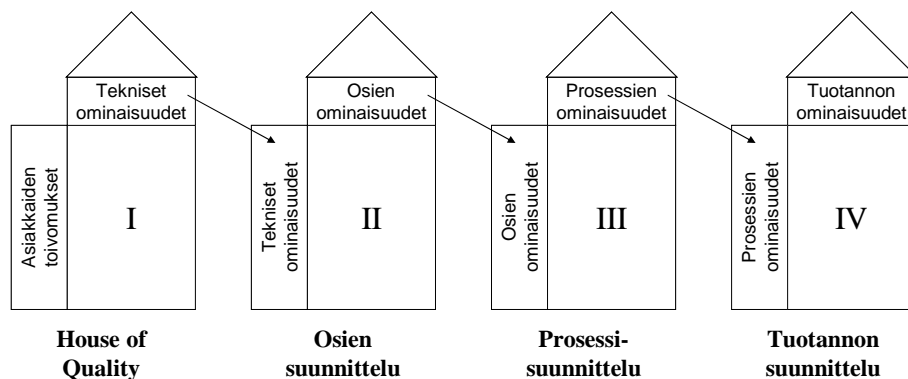 Tekniset
ominaisuudet
Asiakkaiden
toivomukset
I
House of
Quality
Osien
ominaisuudet
Tekniset
ominaisuudet
II
Osien
suunnittelu
Prosessien
ominaisuudet
Osien
ominaisuudet
III
Prosessi-
suunnittelu
Tuotannon
ominaisuudet
Prosessien
ominaisuudet
IV
Tuotannon
suunnittelu